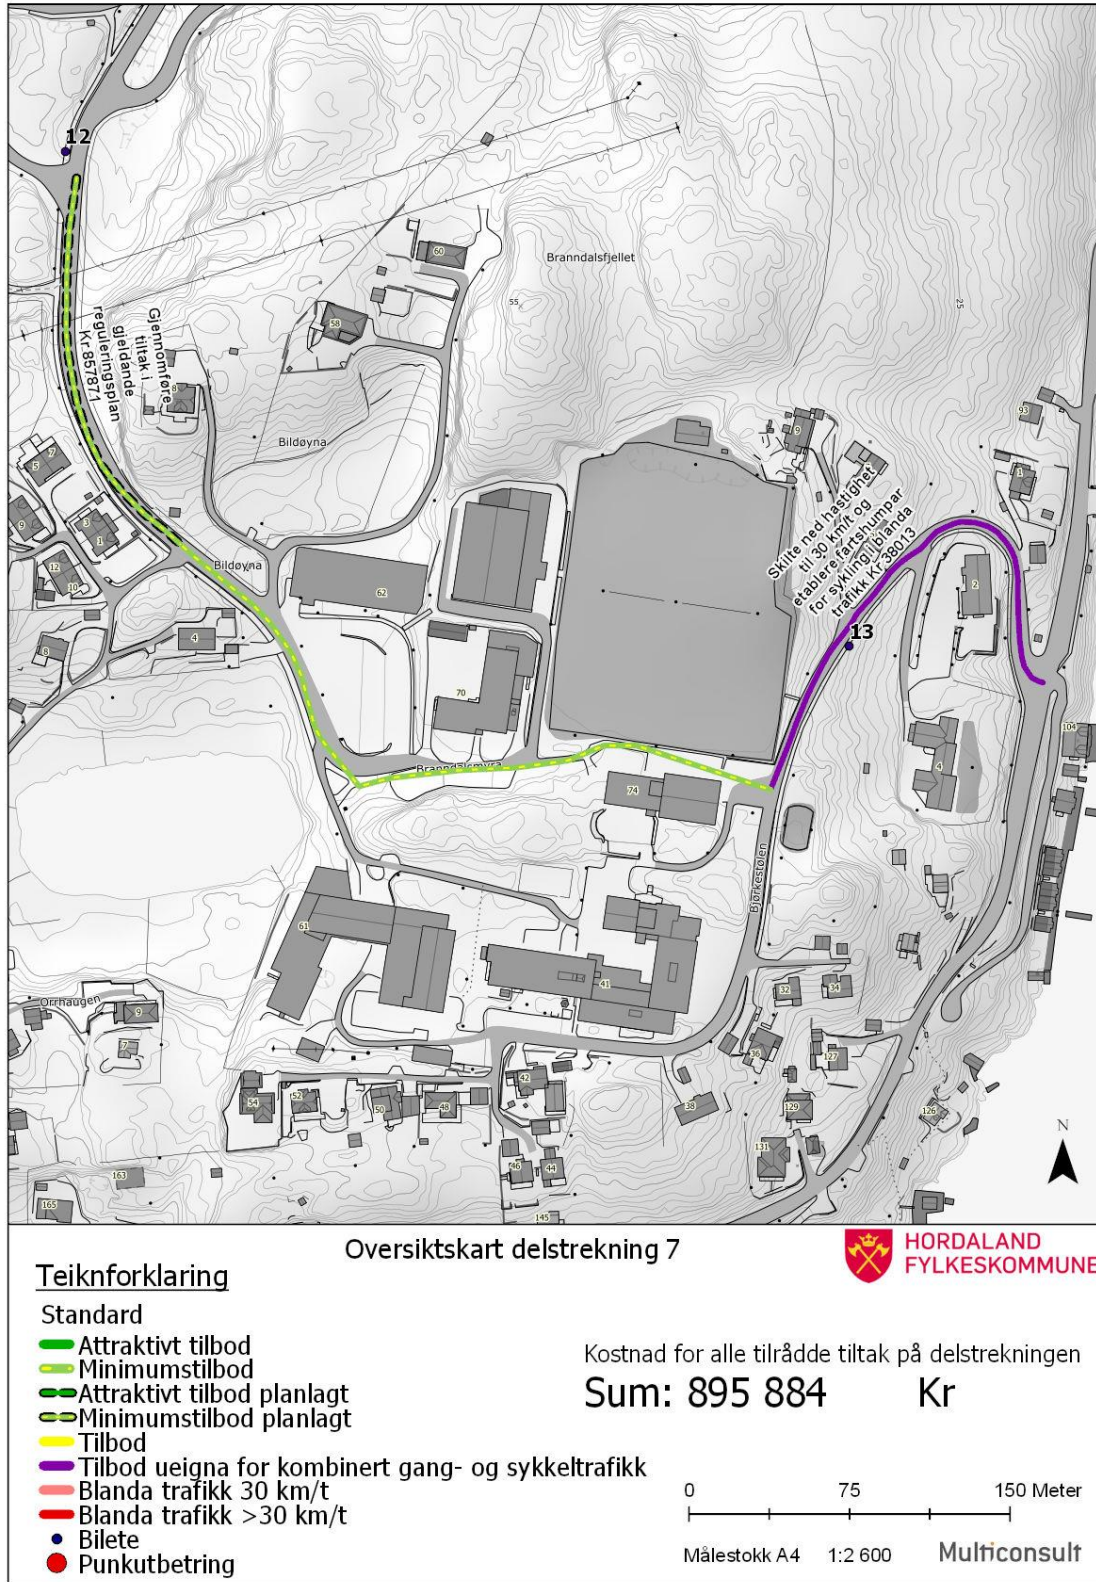 12
60
Branndalsfjellet
55
25
58
Gjennomføre
tiltak i
gjeldande
reguleringsplan
Kr.857871
8
Bildøyna
9
93
1
5
7
9
3
1
12
10
Bildøyna
62
Skilte ned hastighet
til 30 km/t og
etablere fartshumpar
for sykling i blanda
trafikk Kr 38013
2
13
4
8
70
104
Branndalsmyra
4
74
Bjørkestølen
61
41
32
34
Orrhaugen
9
7
36
127
42
54
52
50
48
38
129
126
131
46
44
163
165
145
N
Oversiktskart delstrekning 7
HORDALAND
FYLKESKOMMUNE
Teiknforklaring
Standard
Attraktivt tilbod
Minimumstilbod
Attraktivt tilbod planlagt
Minimumstilbod planlagt
Tilbod
Tilbod ueigna for kombinert gang- og sykkeltrafikk
Blanda trafikk 30 km/t
Blanda trafikk >30 km/t
Bilete
Punkutbetring
Kostnad for alle tilrådde tiltak på delstrekningen
Sum: 895 884 Kr
0 75 150 Meter
Målestokk A4 1:2 600
Multiconsult